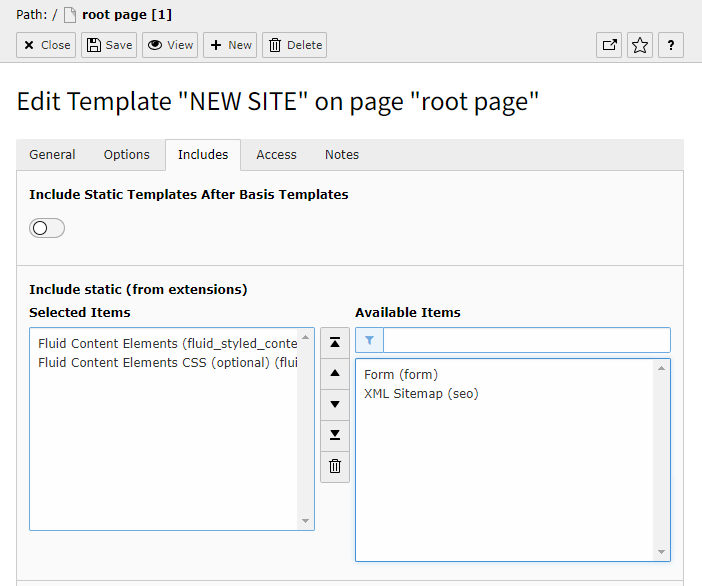 Path: / root page [1]
Close Save View New Delete ?
Edit Template "NEW SITE" on page "root page"
General Options Includes Access Notes
Include Static Templates After Basis Templates
Include static (from extensions)
Selected Items Available Items
Fluid Content Elements (fluid_styled_conte
Fluid Content Elements CSS (optional) (flui
Form (form)
XML Sitemap (seo)